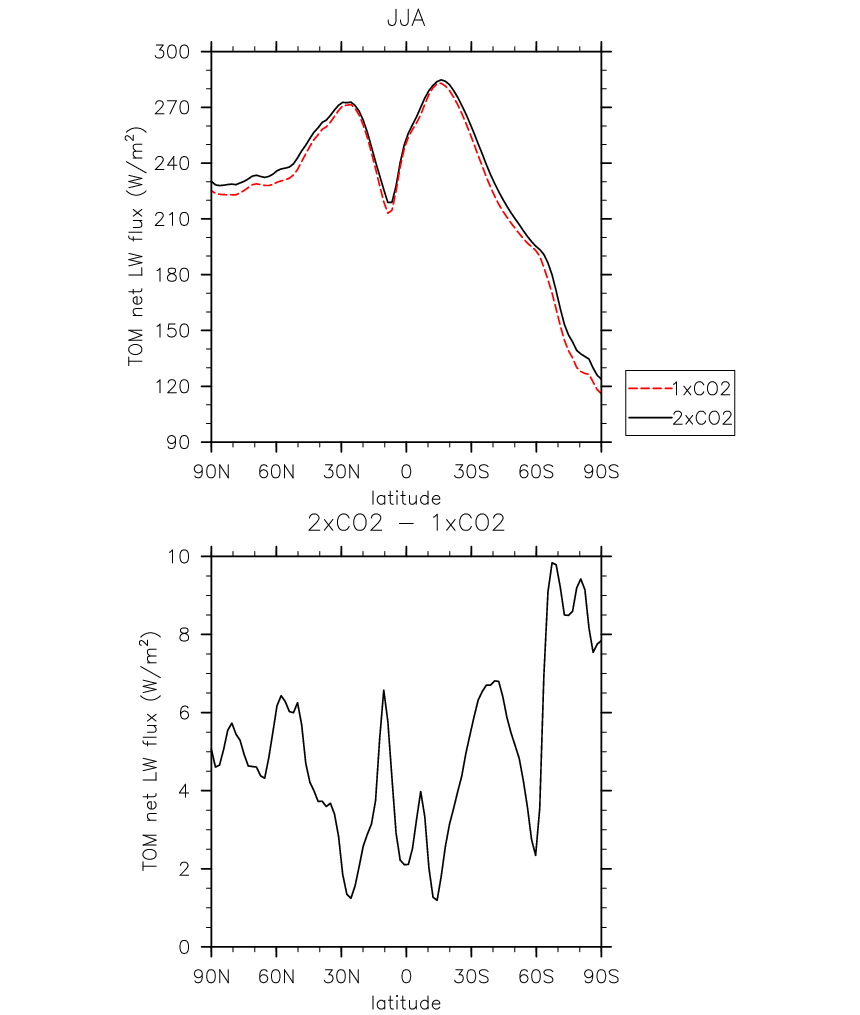 JJA
300
270
240
210
180
150
120
90
TOM net LW flux (W/m²)
90N 60N 30N 0 30S 60S 90S
latitude
1xCO2
2xCO2
2xCO2 − 1xCO2
10
8
6
4
2
0
TOM net LW flux (W/m²)
90N 60N 30N 0 30S 60S 90S
latitude